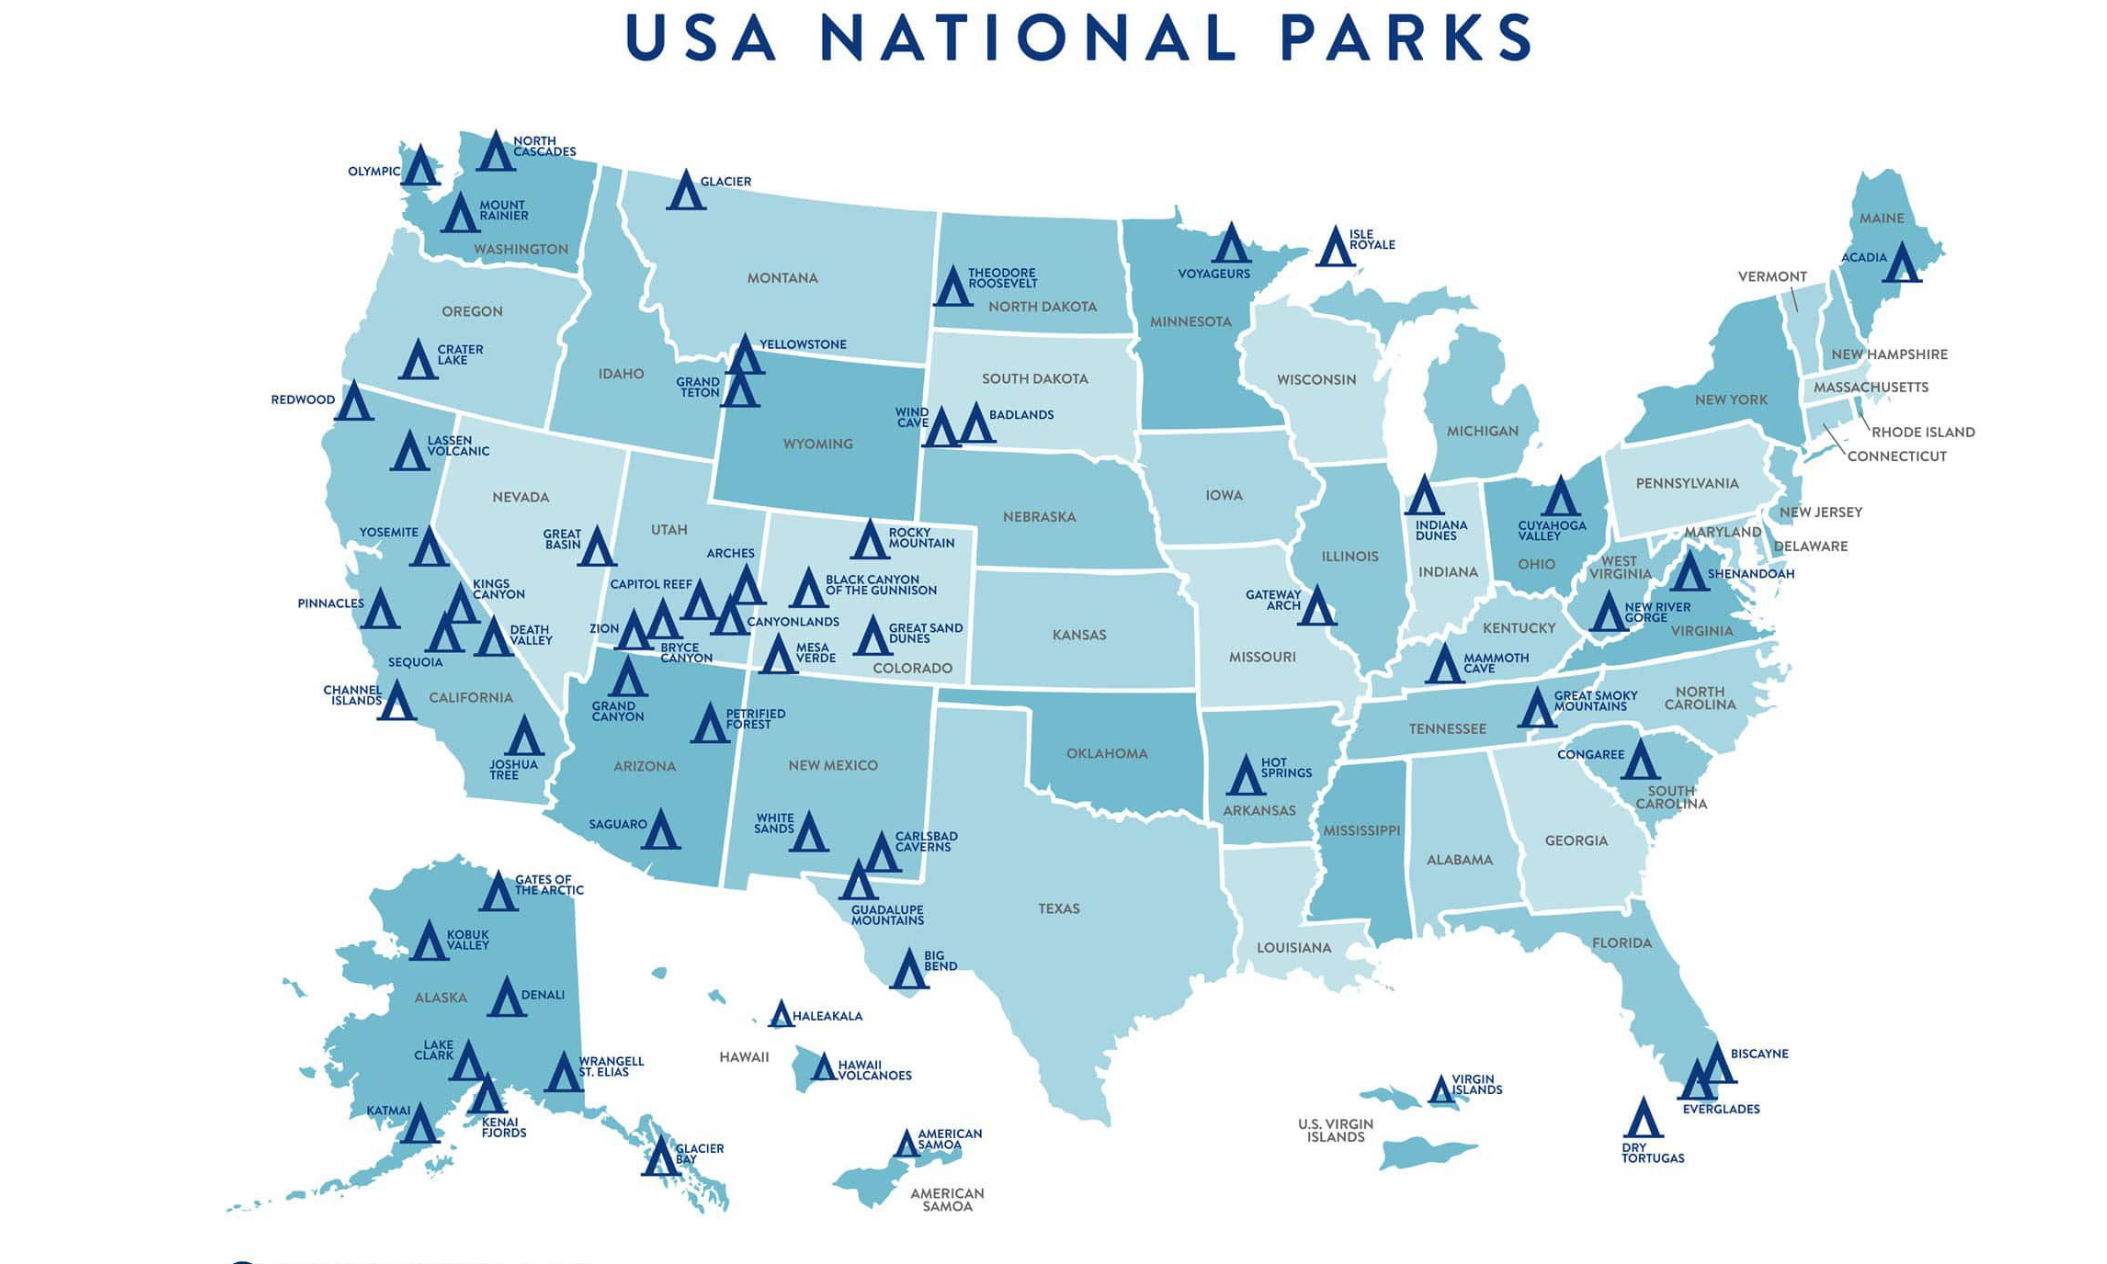 USA NATIONAL PARKS
NORTH
CASCADES
OLYMPIC
MOUNT
RAINIER
WASHINGTON
GLACIER
MONTANA
THEODORE
ROOSEVELT
NORTH DAKOTA
VOYAGEURS
ISLE
ROYALE
MINNESOTA
MAINE
ACADIA
VERMONT
NEW HAMPSHIRE
MASSACHUSETTS
NEW YORK
RHODE ISLAND
CONNECTICUT
OREGON
CRATER
LAKE
REDWOOD
IDAHO
YELLOWSTONE
GRAND
TETON
WYOMING
SOUTH DAKOTA
WIND
CAVE
BADLANDS
WISCONSIN
MICHIGAN
LASSEN
VOLCANIC
NEVADA
UTAH
GREAT
BASIN
YOSEMITE
ARCHES
ROCKY
MOUNTAIN
NEBRASKA
IOWA
ILLINOIS
INDIANA
DUNES
INDIANA
CUYAHOGA
VALLEY
OHIO
PENNSYLVANIA
NEW JERSEY
MARYLAND
DELAWARE
WEST
VIRGINIA
SHENANDOAH
NEW RIVER
GORGE
VIRGINIA
KINGS
CANYON
PINNACLES
DEATH
VALLEY
SEQUOIA
CAPITOL REEF
ZION
BRYCE
CANYON
CANYONLANDS
BLACK CANYON
OF THE GUNNISON
GREAT SAND
DUNES
MESA
VERDE
COLORADO
KANSAS
GATEWAY
ARCH
MISSOURI
KENTUCKY
MAMMOTH
CAVE
CHANNEL
ISLANDS
CALIFORNIA
JOSHUA
TREE
GRAND
CANYON
PETRIFIED
FOREST
ARIZONA
SAGUARO
NEW MEXICO
WHITE
SANDS
CARLSBAD
CAVERNS
GUADALUPE
MOUNTAINS
BIG
BEND
TEXAS
OKLAHOMA
HOT
SPRINGS
ARKANSAS
TENNESSEE
GREAT SMOKY
MOUNTAINS
NORTH
CAROLINA
CONGAREE
SOUTH
CAROLINA
MISSISSIPPI
ALABAMA
GEORGIA
LOUISIANA
FLORIDA
BISCAYNE
EVERGLADES
DRY
TORTUGAS
GATES OF
THE ARCTIC
KOBUK
VALLEY
ALASKA
DENALI
LAKE
CLARK
WRANGELL
ST. ELIAS
KATMAI
KENAI
FJORDS
GLACIER
BAY
HALEAKALA
HAWAII
HAWAII
VOLCANOES
AMERICAN
SAMOA
AMERICAN
SAMOA
VIRGIN
ISLANDS
U.S. VIRGIN
ISLANDS